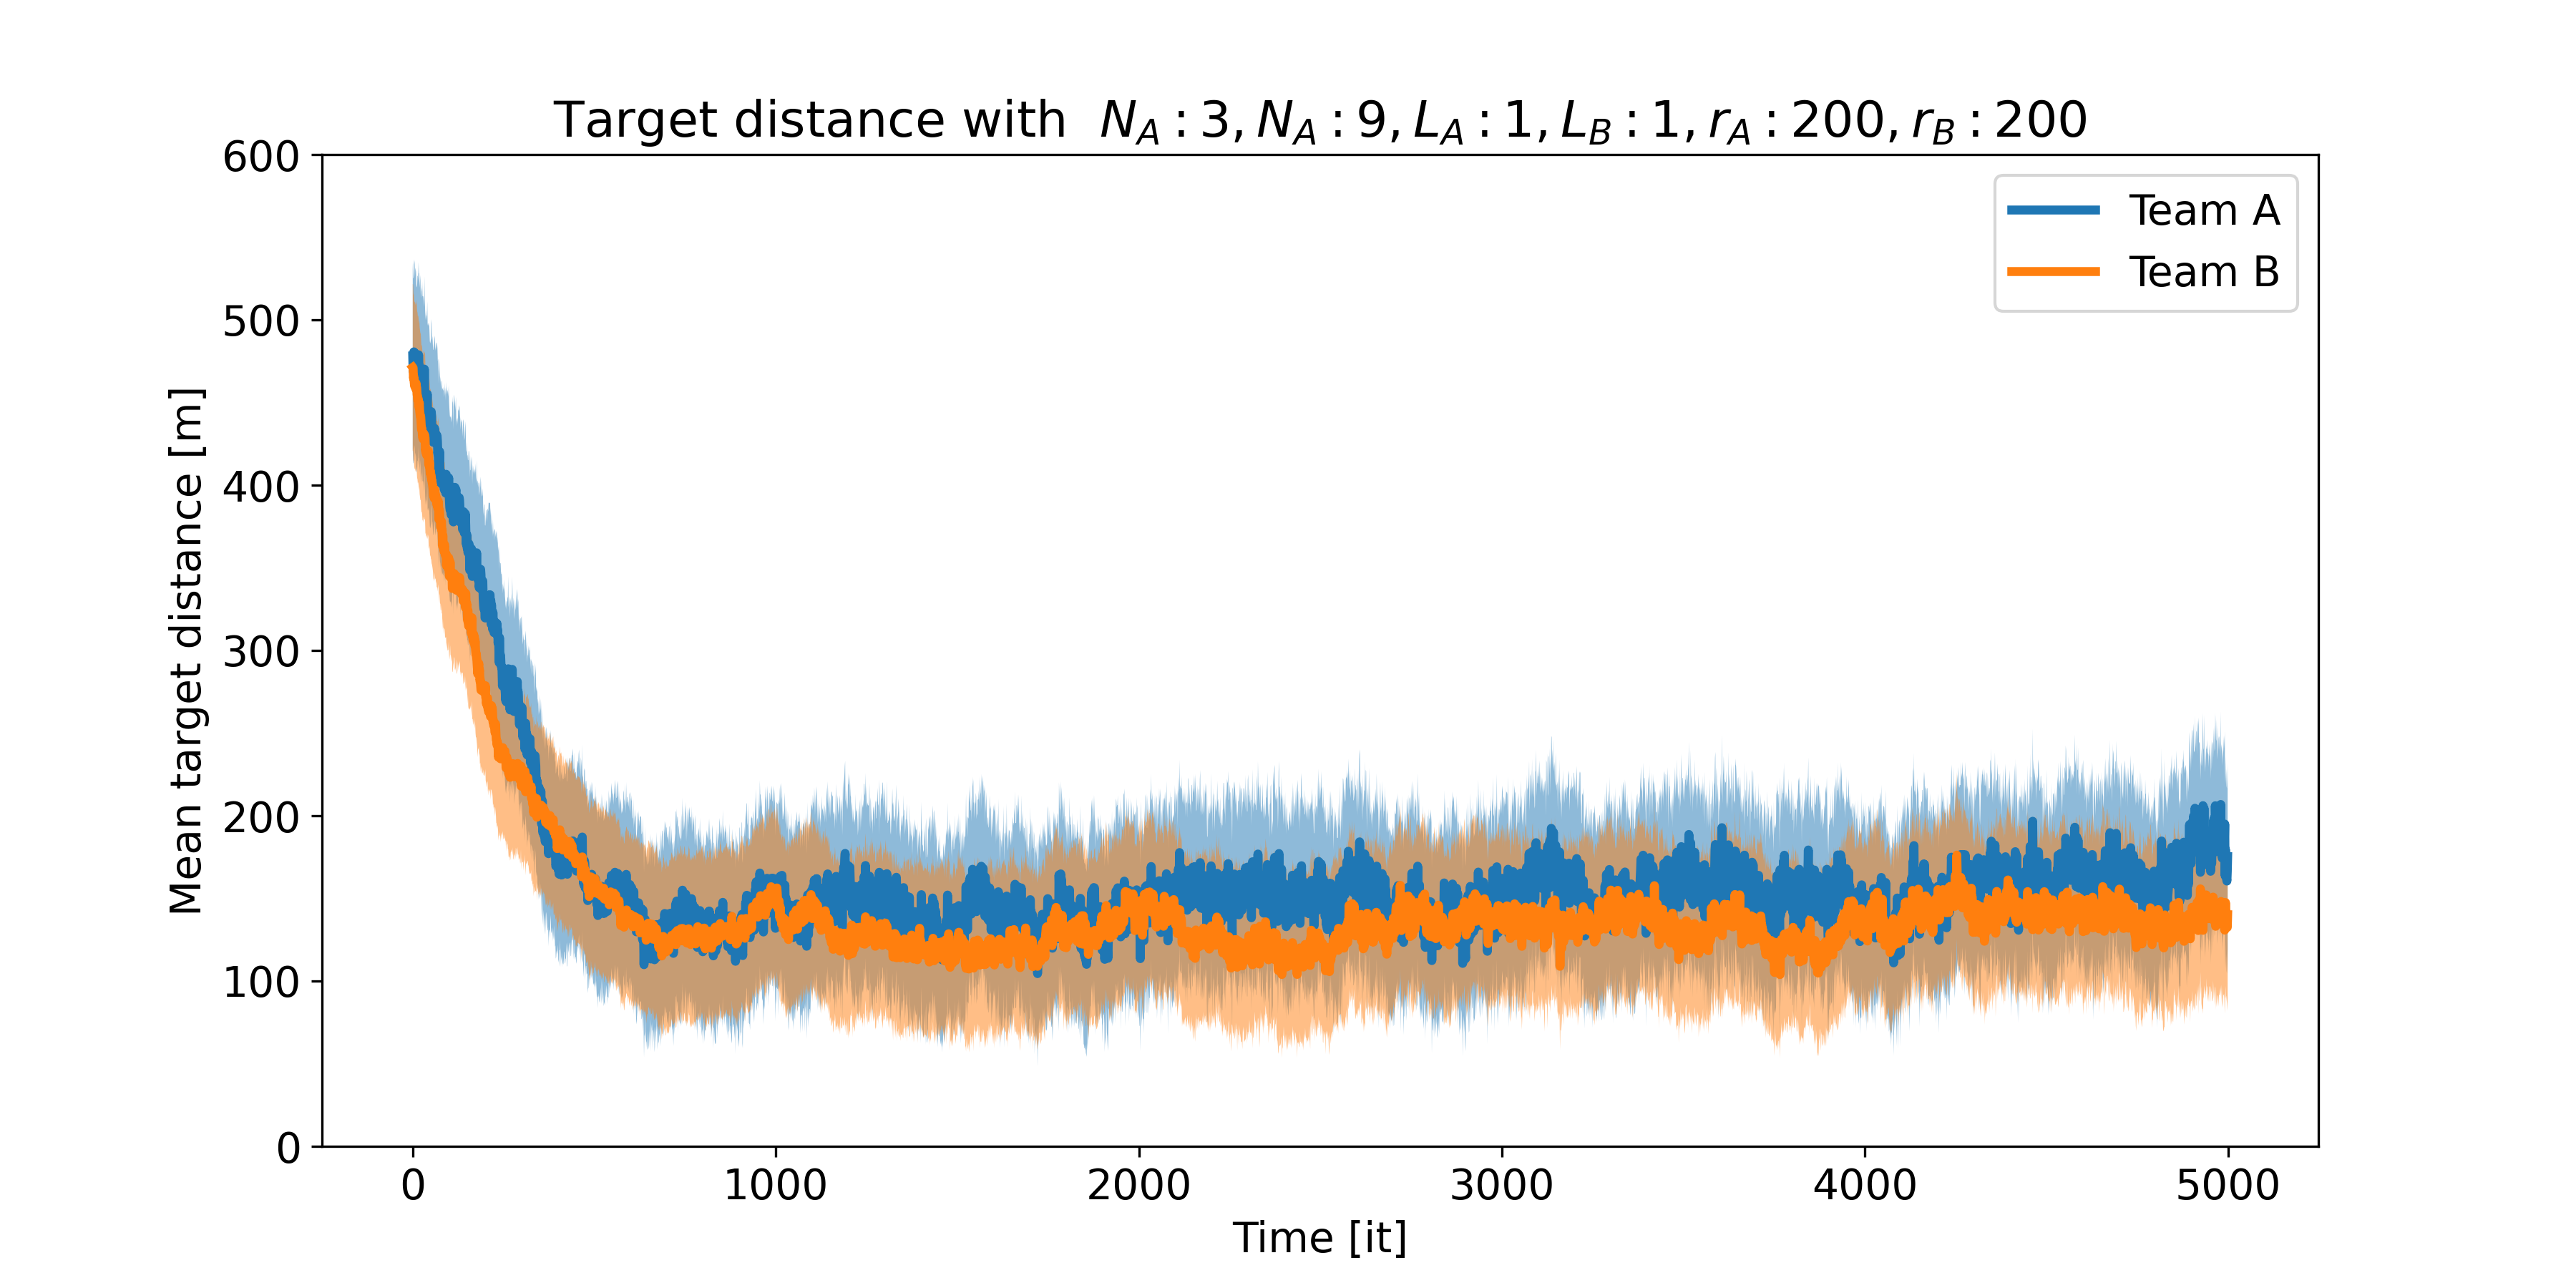 Target distance with N_A : 3, N_A : 9, L_A : 1, L_B : 1, r_A : 200, r_B : 200
Team A
Team B
Mean target distance [m]
600
500
400
300
200
100
0
0 1000 2000 3000 4000 5000
Time [it]